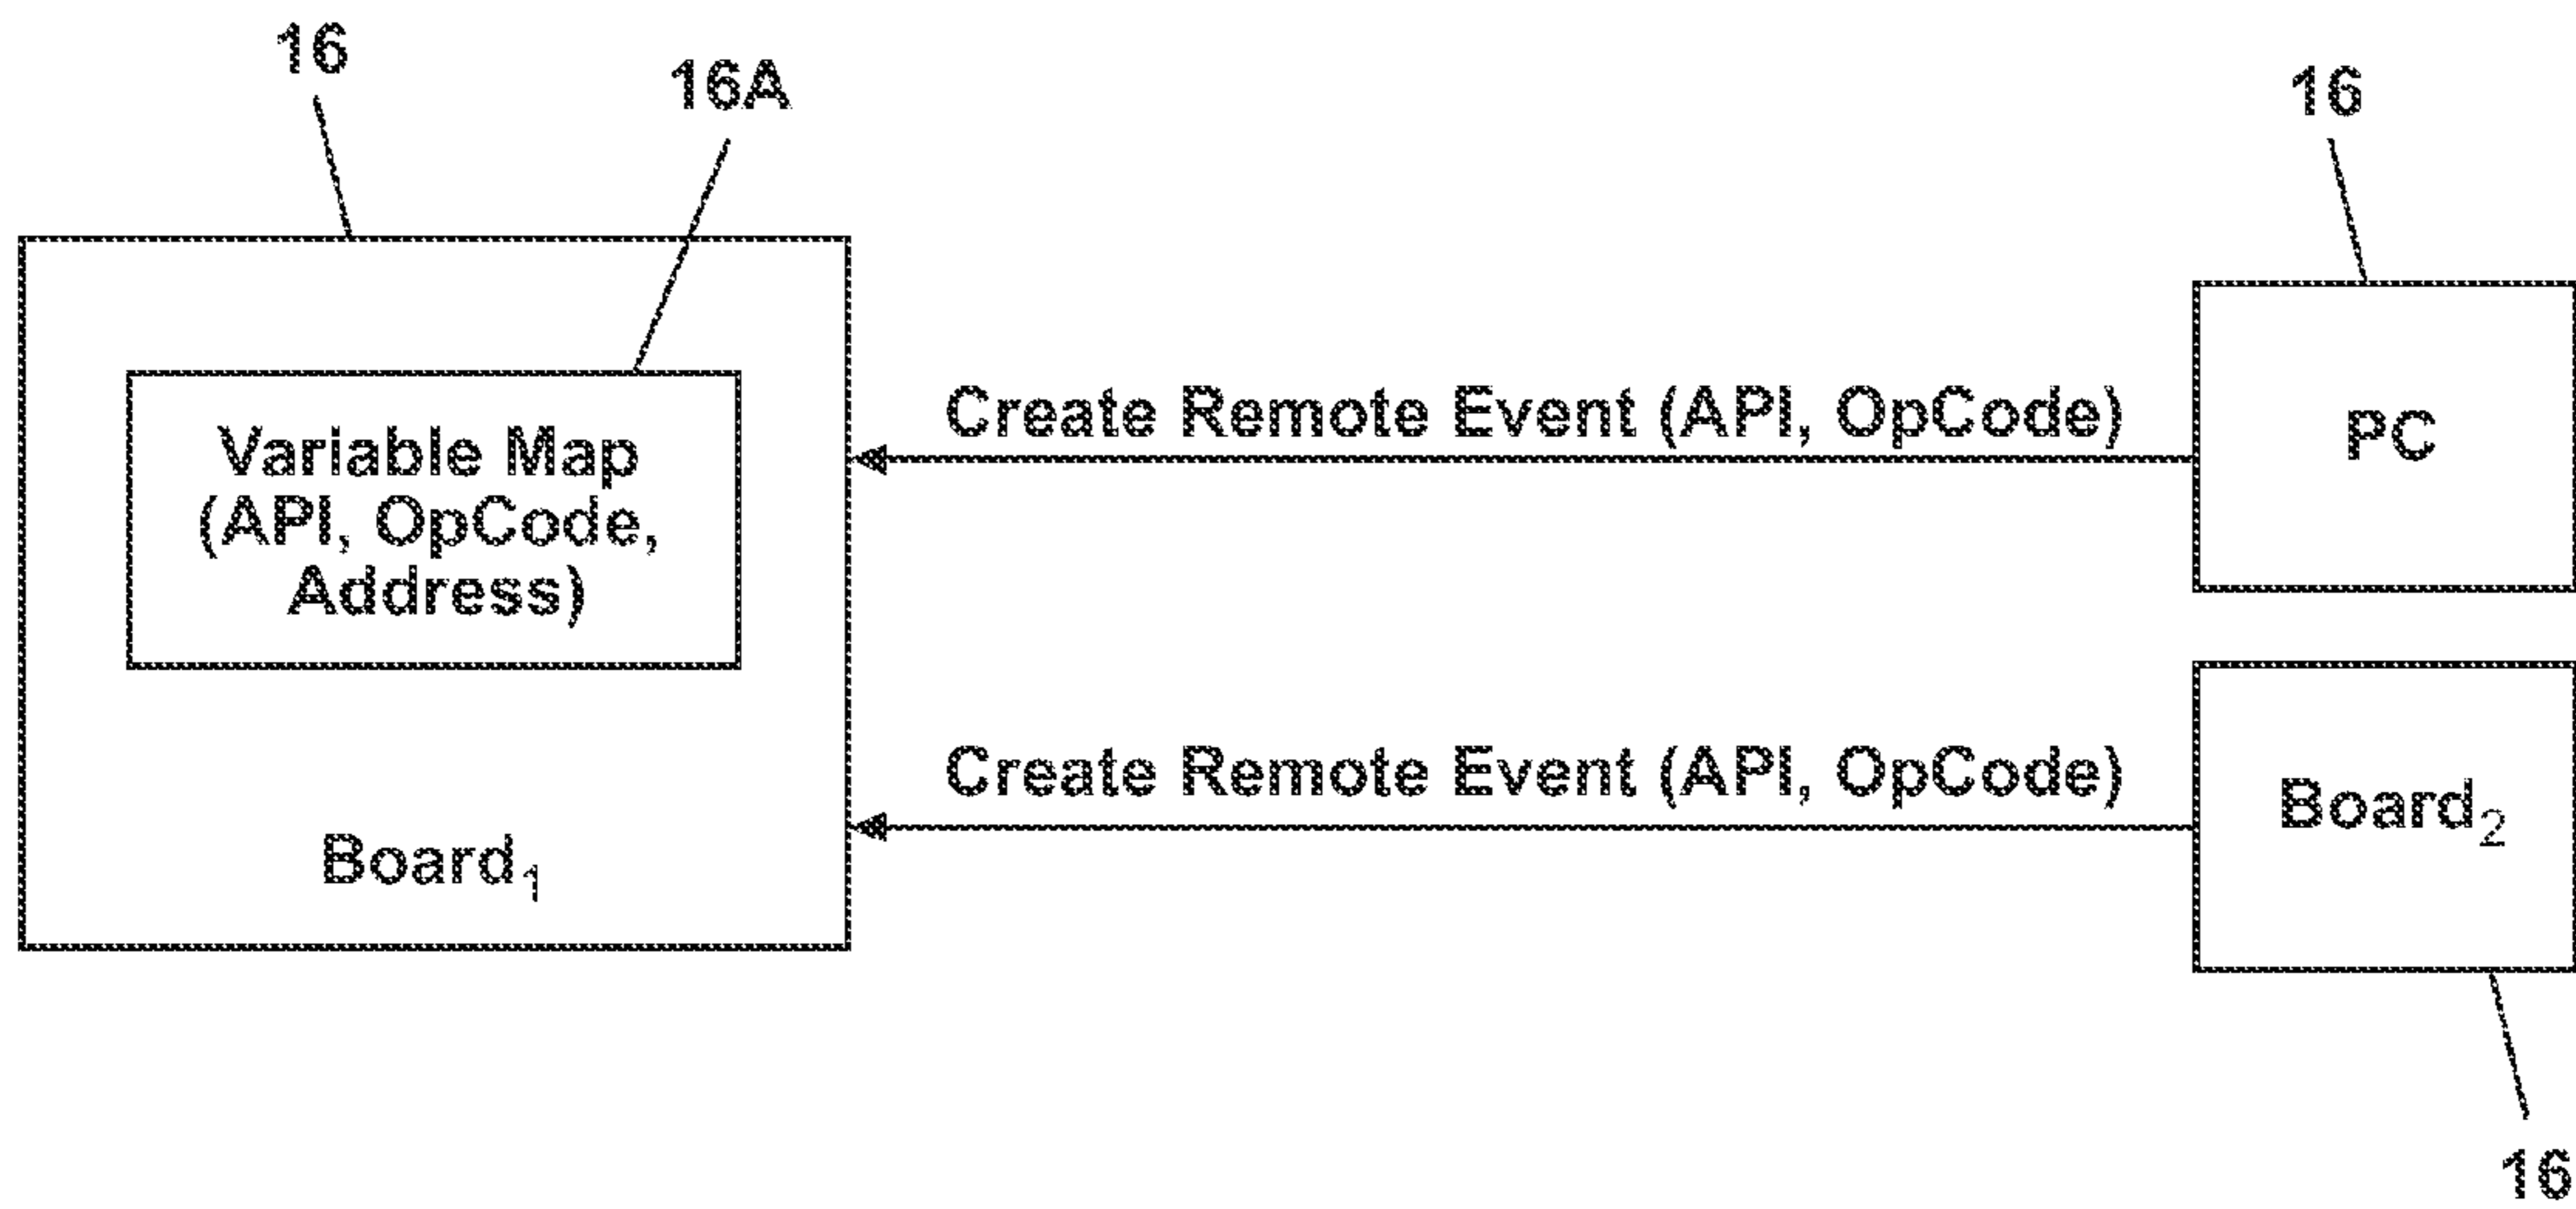 16
16A
16
Variable Map
(API, OpCode,
Address)
Board₁
Create Remote Event (API, OpCode)
PC
Create Remote Event (API, OpCode)
Board₂
16